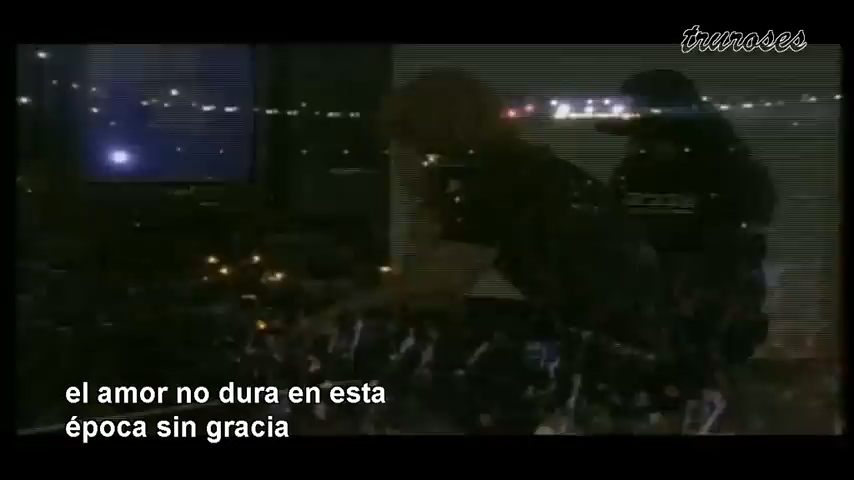 truroses
el amor no dura en esta
época sin gracia